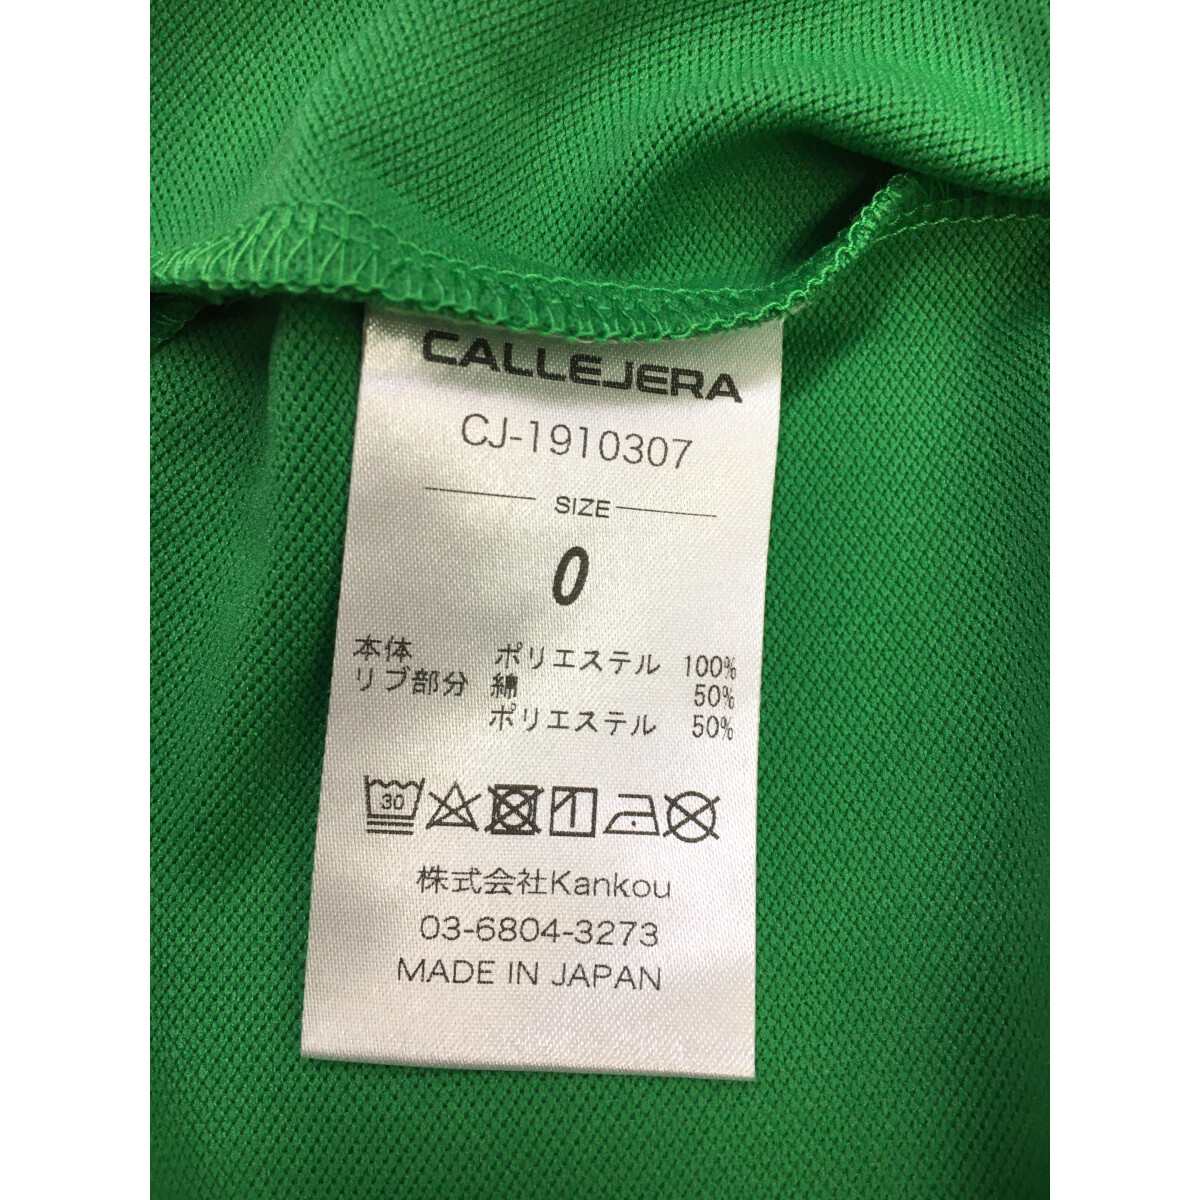 CALLEJERA
CJ-1910307
SIZE
0
本体 ポリエステル 100%
リブ部分 綿 50%
ポリエステル 50%
30
株式会社Kankou
03-6804-3273
MADE IN JAPAN